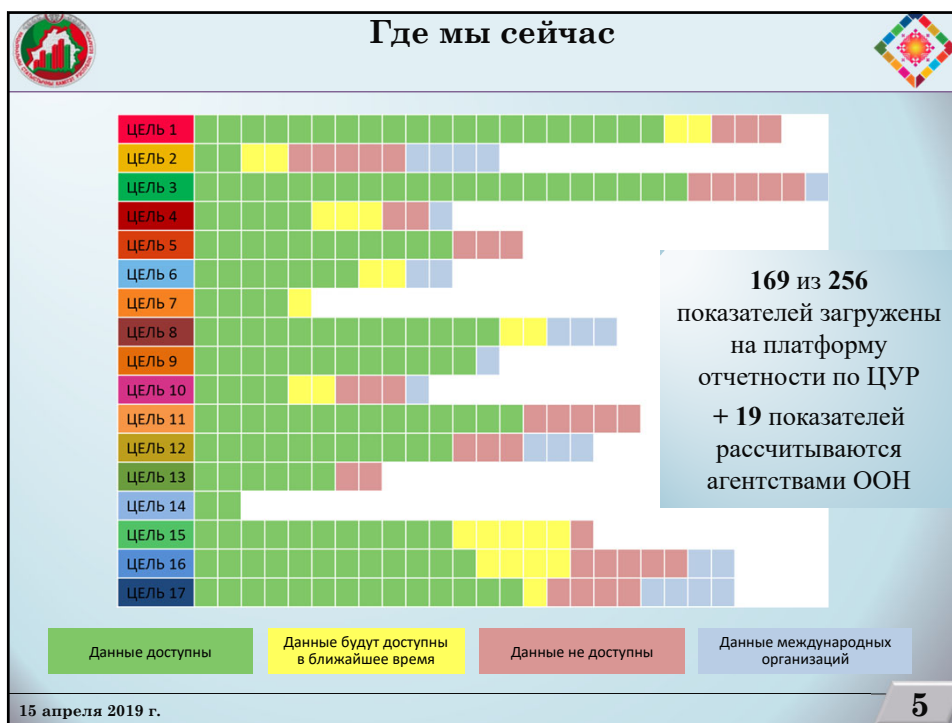 Где мы сейчас
ЦЕЛЬ 1
ЦЕЛЬ 2
ЦЕЛЬ 3
ЦЕЛЬ 4
ЦЕЛЬ 5
ЦЕЛЬ 6
ЦЕЛЬ 7
ЦЕЛЬ 8
ЦЕЛЬ 9
ЦЕЛЬ 10
ЦЕЛЬ 11
ЦЕЛЬ 12
ЦЕЛЬ 13
ЦЕЛЬ 14
ЦЕЛЬ 15
ЦЕЛЬ 16
ЦЕЛЬ 17
169 из 256
показателей загружены
на платформу
отчетности по ЦУР
+ 19 показателей
рассчитываются
агентствами ООН
Данные доступны
Данные будут доступны
в ближайшее время
Данные не доступны
Данные международных
организаций
15 апреля 2019 г.
5